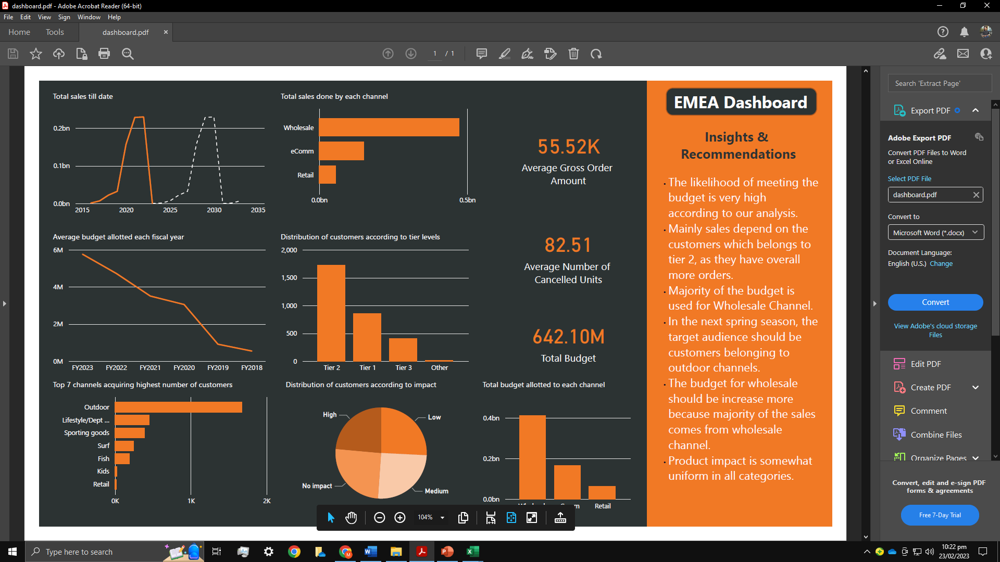 dashboard.pdf - Adobe Acrobat Reader (64-bit)
File Edit View Sign Window Help
Home Tools dashboard.pdf
1 / 1
Total sales till date
0.2bn
0.1bn
0.0bn
2015 2020 2025 2030 2035
Total sales done by each channel
Wholesale
eComm
Retail
0.0bn 0.5bn
55.52K
Average Gross Order
Amount
Average budget allotted each fiscal year
6M
4M
2M
0M
FY2023 FY2022 FY2021 FY2020 FY2019 FY2018
Distribution of customers according to tier levels
2,000
1,500
1,000
500
0
Tier 2 Tier 1 Tier 3 Other
82.51
Average Number of
Cancelled Units
642.10M
Total Budget
Top 7 channels acquiring highest number of customers
Outdoor
Lifestyle/Dept ...
Sporting goods
Surf
Fish
Kids
Retail
0K 1K 2K
Distribution of customers according to impact
High
Low
No impact
Medium
Total budget allotted to each channel
0.4bn
0.2bn
0.0bn
Retail
EMEA Dashboard
Insights &
Recommendations
• The likelihood of meeting the
budget is very high
according to our analysis.
• Mainly sales depend on the
customers which belongs to
tier 2, as they have overall
more orders.
• Majority of the budget is
used for Wholesale Channel.
• In the next spring season, the
target audience should be
customers belonging to
outdoor channels.
• The budget for wholesale
should be increase more
because majority of the sales
comes from wholesale
channel.
• Product impact is somewhat
uniform in all categories.
104%
Search 'Extract Page'
Export PDF
Adobe Export PDF
Convert PDF Files to Word
or Excel Online
Select PDF File
dashboard.pdf
Convert to
Microsoft Word (*.docx)
Document Language:
English (U.S.) Change
Convert
View Adobe's cloud storage
Files
Edit PDF
Create PDF
Comment
Combine Files
Organize Pages
Convert, edit and e-sign PDF
forms & agreements
Free 7-Day Trial
Type here to search
10:22 pm
23/02/2023